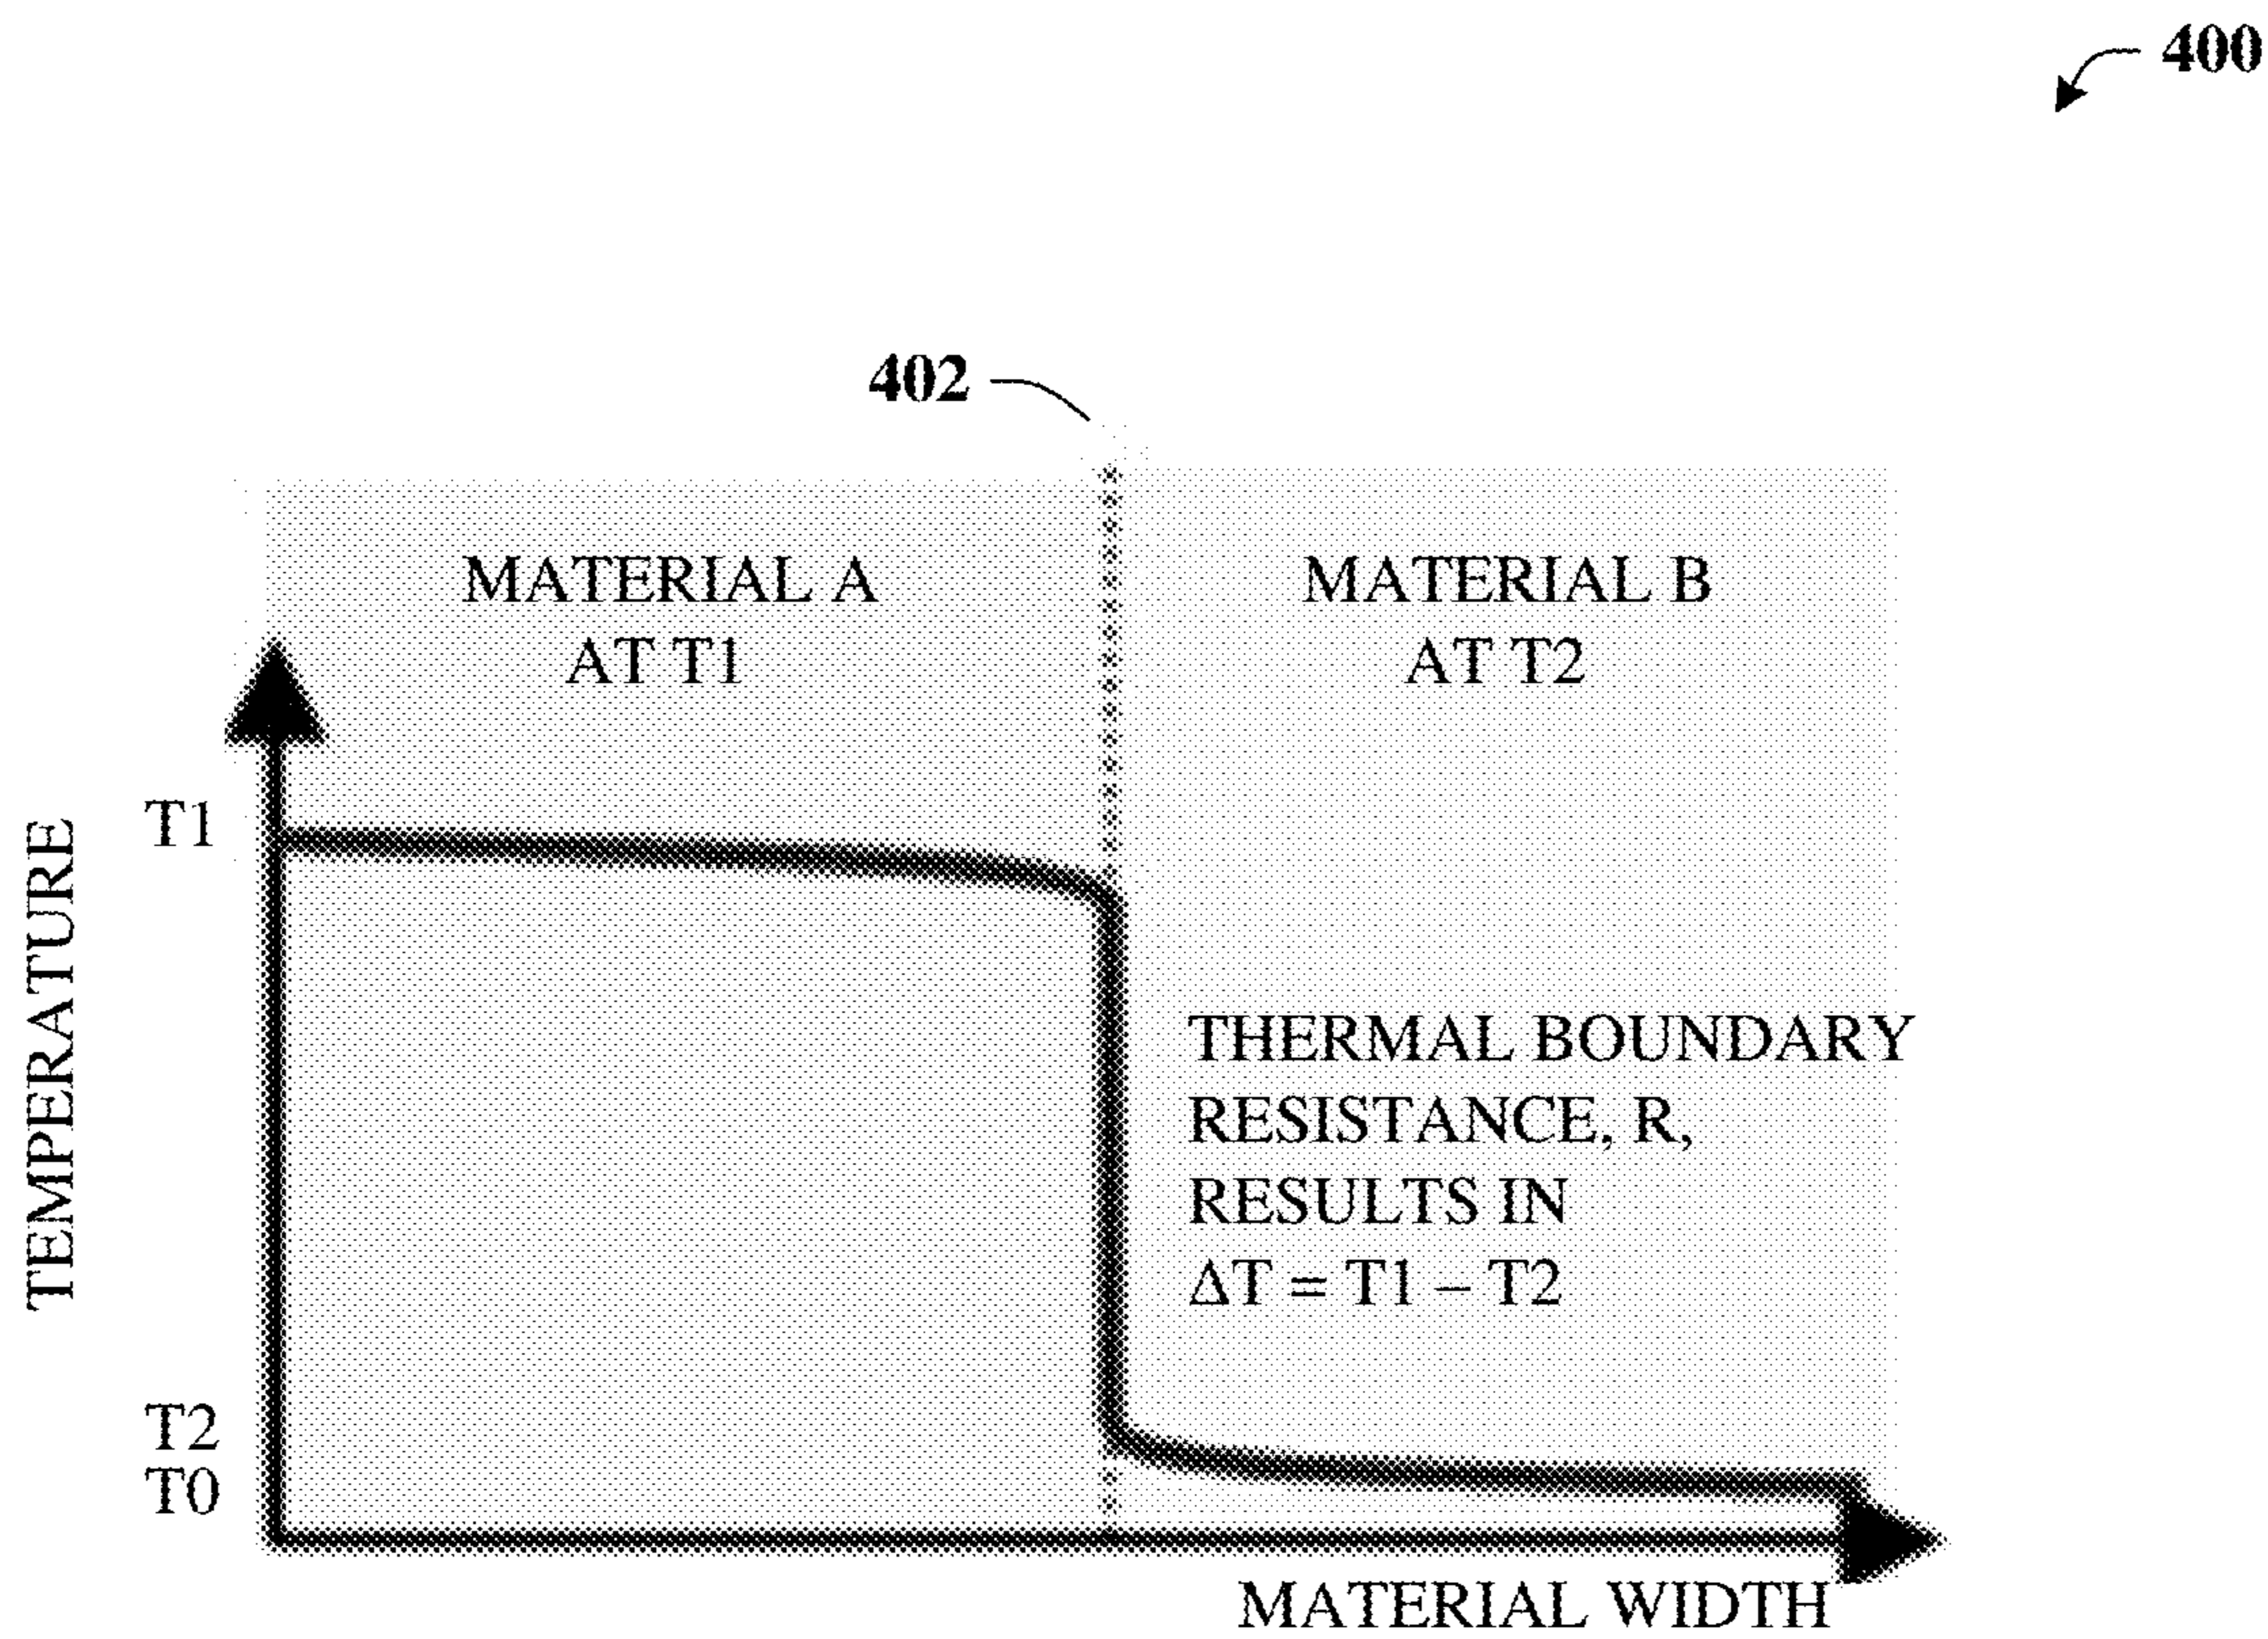 400
402
MATERIAL A
AT T1
MATERIAL B
AT T2
T1
TEMPERATURE
THERMAL BOUNDARY
RESISTANCE, R,
RESULTS IN
ΔT = T1 – T2
T2
T0
MATERIAL WIDTH